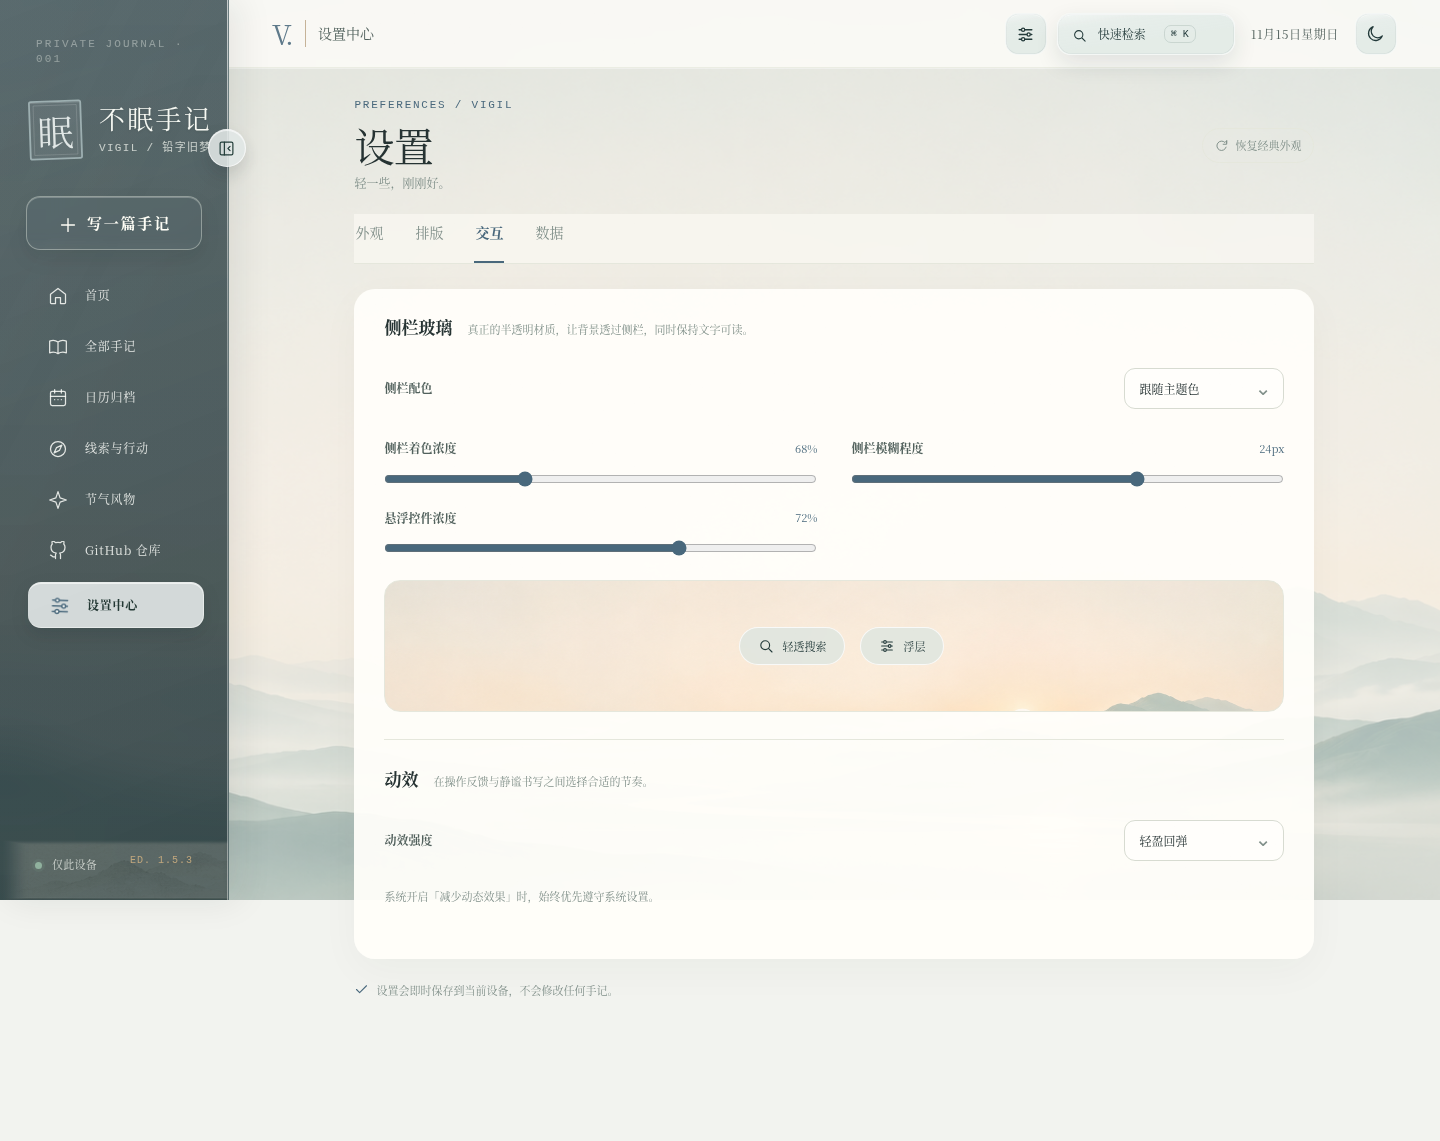 PRIVATE JOURNAL ·
001
眠
不眠手记
VIGIL / 铅字旧梦
写一篇手记
首页
全部手记
日历归档
线索与行动
节气风物
GitHub 仓库
设置中心
仅此设备
ED. 1.5.3
V.
设置中心
快速检索
⌘ K
11月15日星期日
PREFERENCES / VIGIL
设置
轻一些，刚刚好。
恢复经典外观
外观
排版
交互
数据
侧栏玻璃
真正的半透明材质，让背景透过侧栏，同时保持文字可读。
侧栏配色
跟随主题色
侧栏着色浓度
68%
侧栏模糊程度
24px
悬浮控件浓度
72%
轻透搜索
浮层
动效
在操作反馈与静谧书写之间选择合适的节奏。
动效强度
轻盈回弹
系统开启「减少动态效果」时，始终优先遵守系统设置。
设置会即时保存到当前设备，不会修改任何手记。